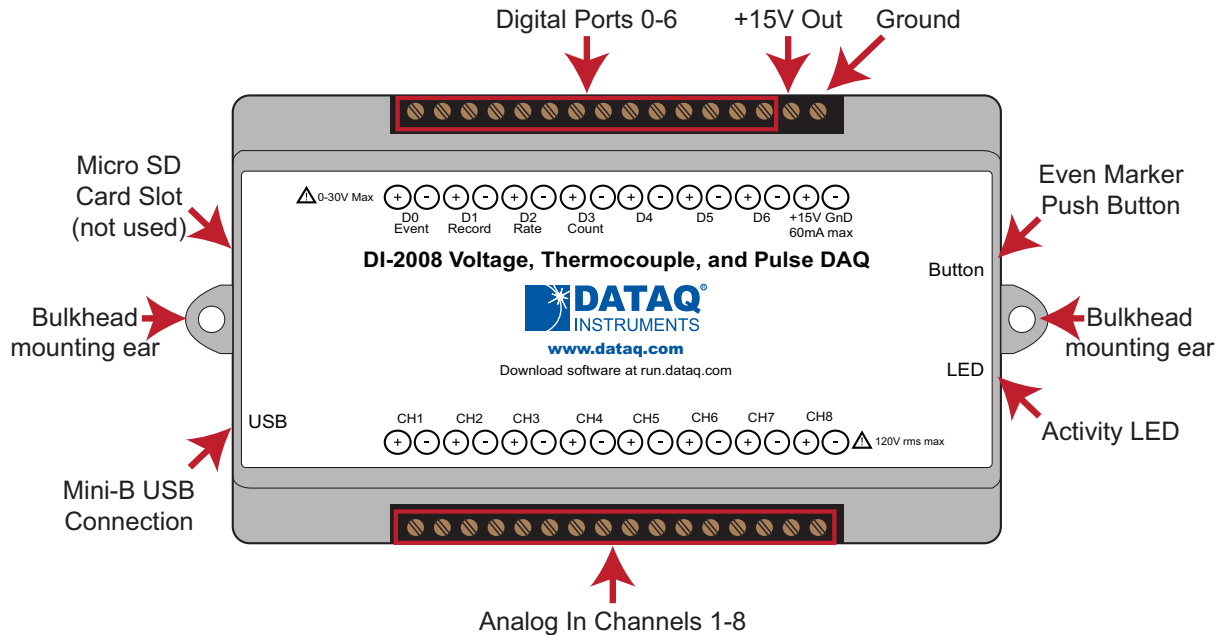 Digital Ports 0-6
+15V Out
Ground
Micro SD
Card Slot
(not used)
Even Marker
Push Button
0-30V Max
+ - + - + - + - + - + - + - + -
D0
Event
D1
Record
D2
Rate
D3
Count
D4
D5
D6
+15V GnD
60mA max
DI-2008 Voltage, Thermocouple, and Pulse DAQ
Button
DATAQ®
INSTRUMENTS
www.dataq.com
Download software at run.dataq.com
Bulkhead
mounting ear
Bulkhead
mounting ear
LED
USB
CH1 CH2 CH3 CH4 CH5 CH6 CH7 CH8
+ - + - + - + - + - + - + - + -
! 120V rms max
Activity LED
Mini-B USB
Connection
Analog In Channels 1-8